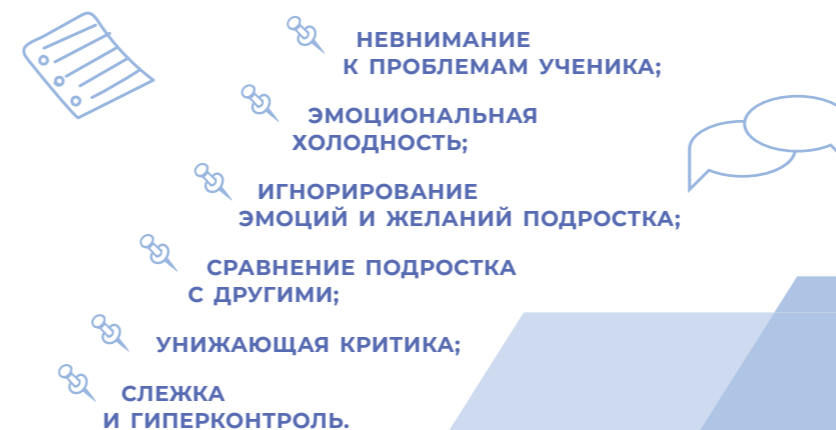 НЕВНИМАНИЕ
К ПРОБЛЕМАМ УЧЕНИКА;
ЭМОЦИОНАЛЬНАЯ
ХОЛОДНОСТЬ;
ИГНОРИРОВАНИЕ
ЭМОЦИЙ И ЖЕЛАНИЙ ПОДРОСТКА;
СРАВНЕНИЕ ПОДРОСТКА
С ДРУГИМИ;
УНИЖАЮЩАЯ КРИТИКА;
СЛЕЖКА
И ГИПЕРКОНТРОЛЬ.